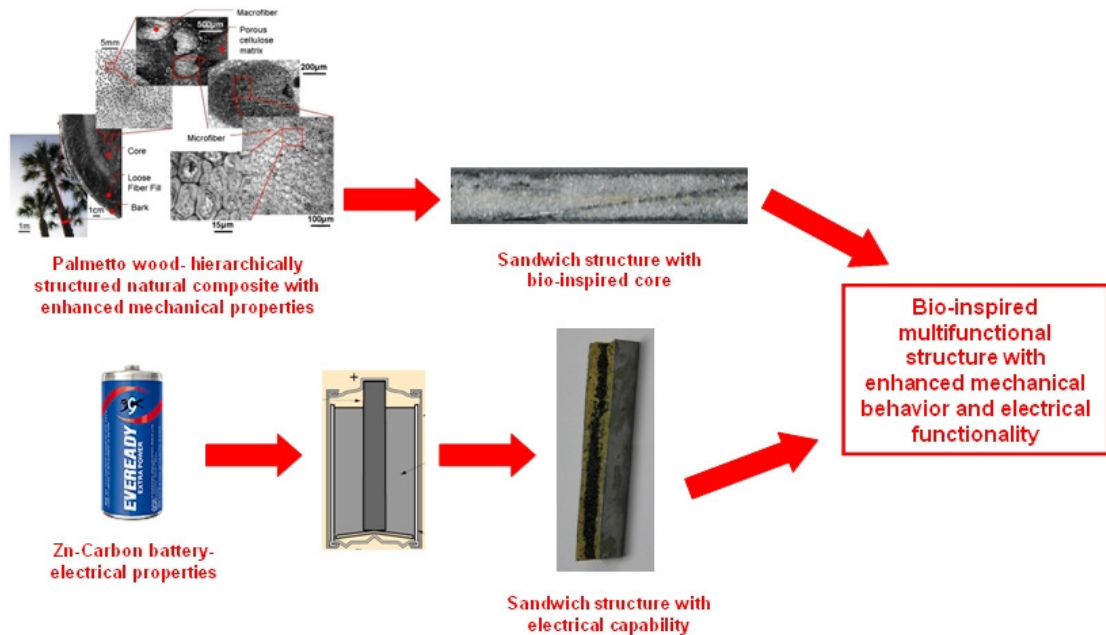 Macrofiber
500µm
Porous
cellulose
matrix
5mm
200µm
Microfiber
Core
Loose
Fiber Fill
Bark
1cm
1m
15µm
100µm
Palmetto wood- hierarchically
structured natural composite with
enhanced mechanical properties
Sandwich structure with
bio-inspired core
Bio-inspired
multifunctional
structure with
enhanced mechanical
behavior and electrical
functionality
EVEREADY
EXTRA POWER
+
Zn-Carbon battery-
electrical properties
Sandwich structure with
electrical capability